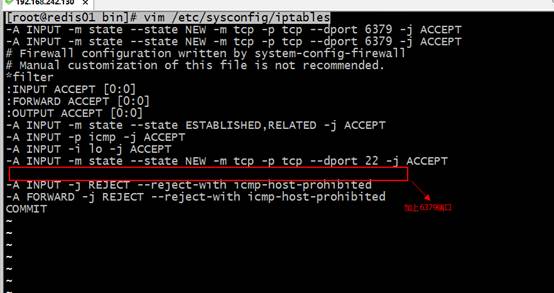 192.168.242.130
[root@redis01 bin]# vim /etc/sysconfig/iptables
-A INPUT -m state --state NEW -m tcp -p tcp --dport 6379 -j ACCEPT
-A INPUT -m state --state NEW -m tcp -p tcp --dport 6379 -j ACCEPT
# Firewall configuration written by system-config-firewall
# Manual customization of this file is not recommended.
*filter
:INPUT ACCEPT [0:0]
:FORWARD ACCEPT [0:0]
:OUTPUT ACCEPT [0:0]
-A INPUT -m state --state ESTABLISHED,RELATED -j ACCEPT
-A INPUT -p icmp -j ACCEPT
-A INPUT -i lo -j ACCEPT
-A INPUT -m state --state NEW -m tcp -p tcp --dport 22 -j ACCEPT
-A INPUT -j REJECT --reject-with icmp-host-prohibited
-A FORWARD -j REJECT --reject-with icmp-host-prohibited
加上6379端口
COMMIT
~
~
~
~
~
~